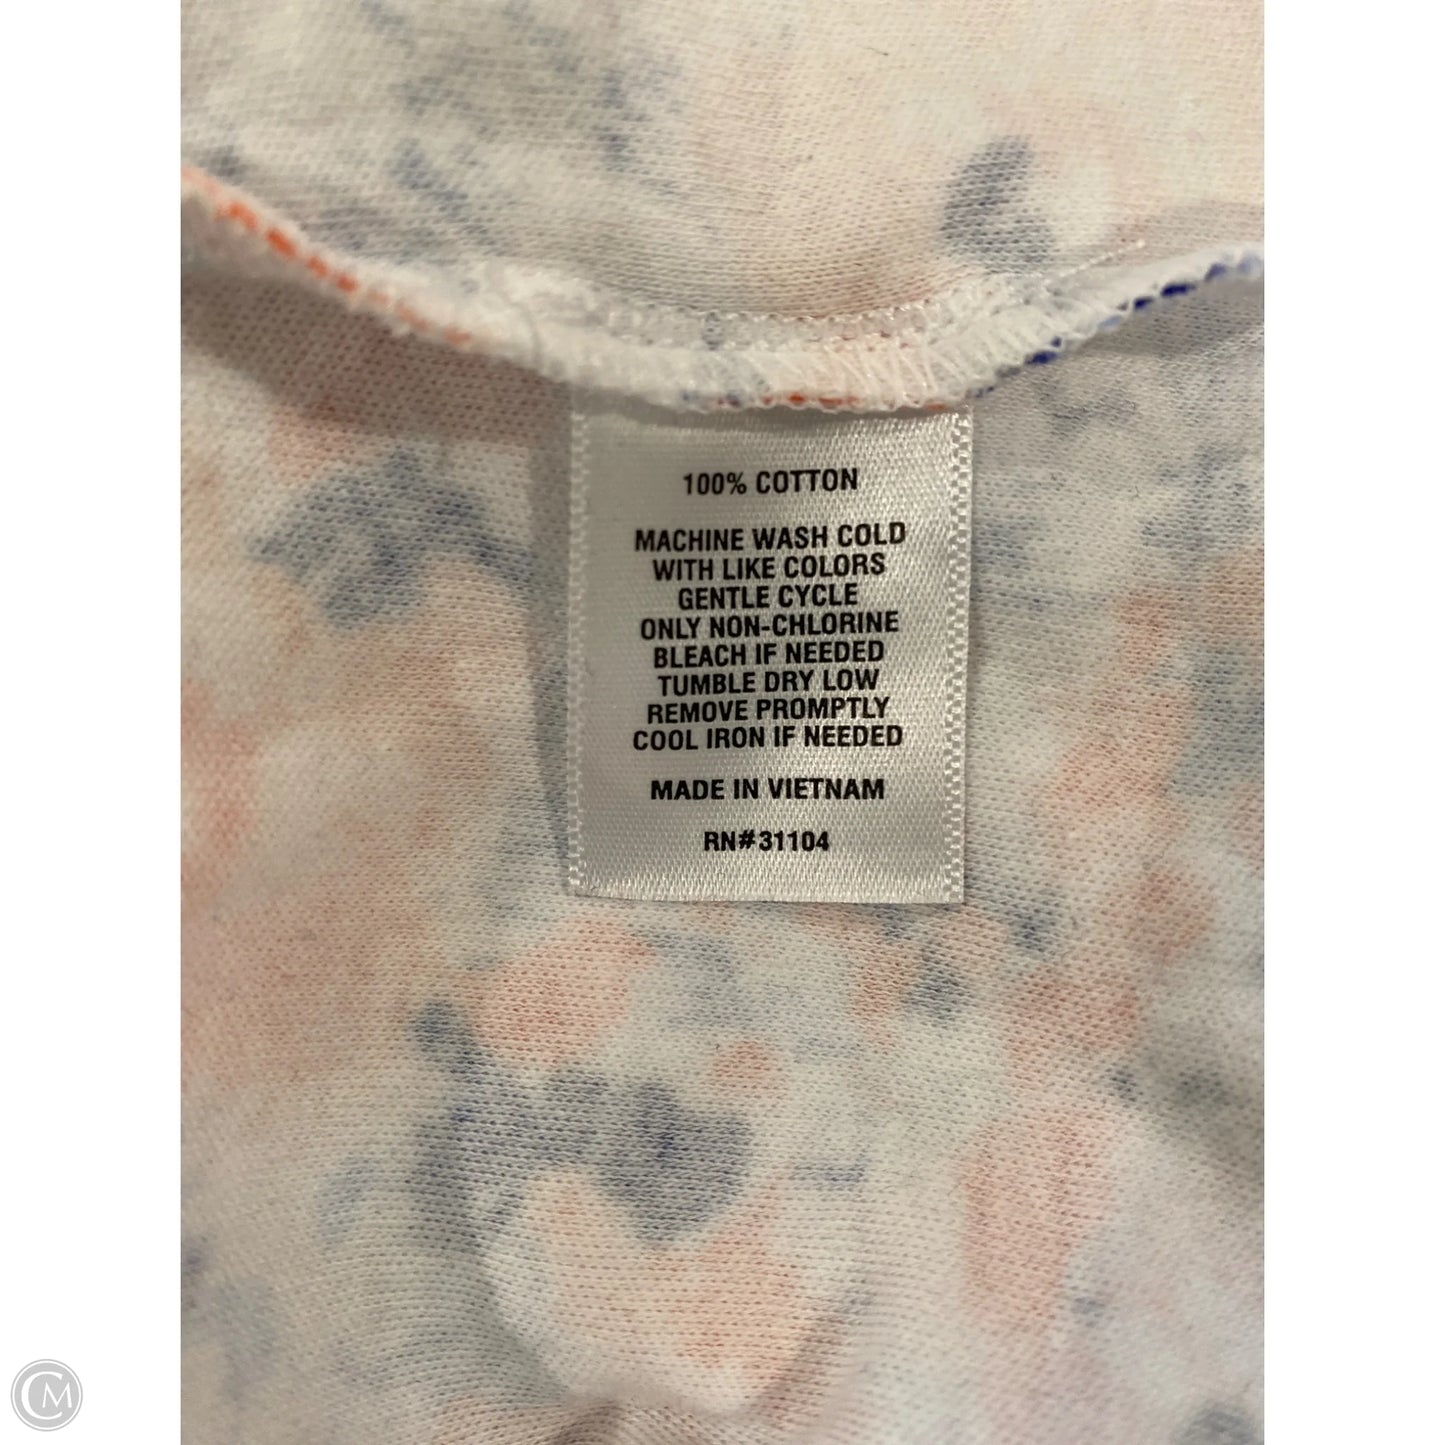 100% COTTON
MACHINE WASH COLD
WITH LIKE COLORS
GENTLE CYCLE
ONLY NON-CHLORINE
BLEACH IF NEEDED
TUMBLE DRY LOW
REMOVE PROMPTLY
COOL IRON IF NEEDED
MADE IN VIETNAM
RN#31104
CM